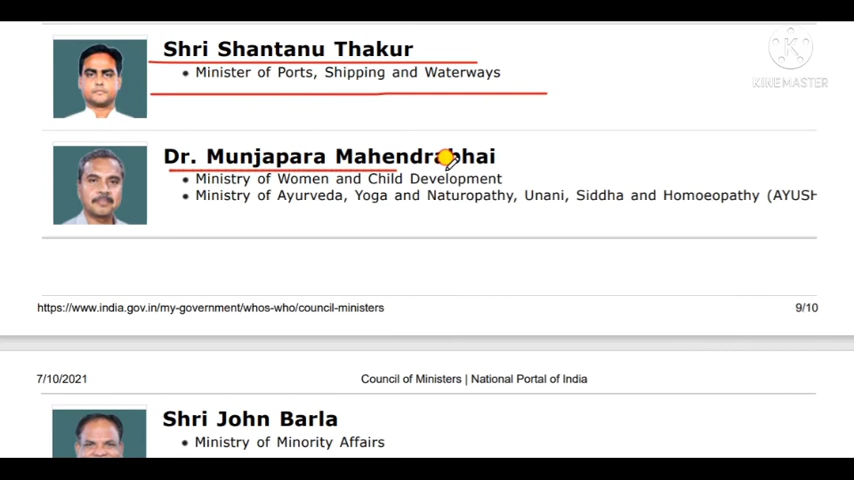 Shri Shantanu Thakur
• Minister of Ports, Shipping and Waterways
K
KINEMASTER
Dr. Munjapara Mahendrabhai
• Ministry of Women and Child Development
• Ministry of Ayurveda, Yoga and Naturopathy, Unani, Siddha and Homoeopathy (AYUSH
https://www.india.gov.in/my-government/whos-who/council-ministers
9/10
7/10/2021
Council of Ministers | National Portal of India
Shri John Barla
• Ministry of Minority Affairs